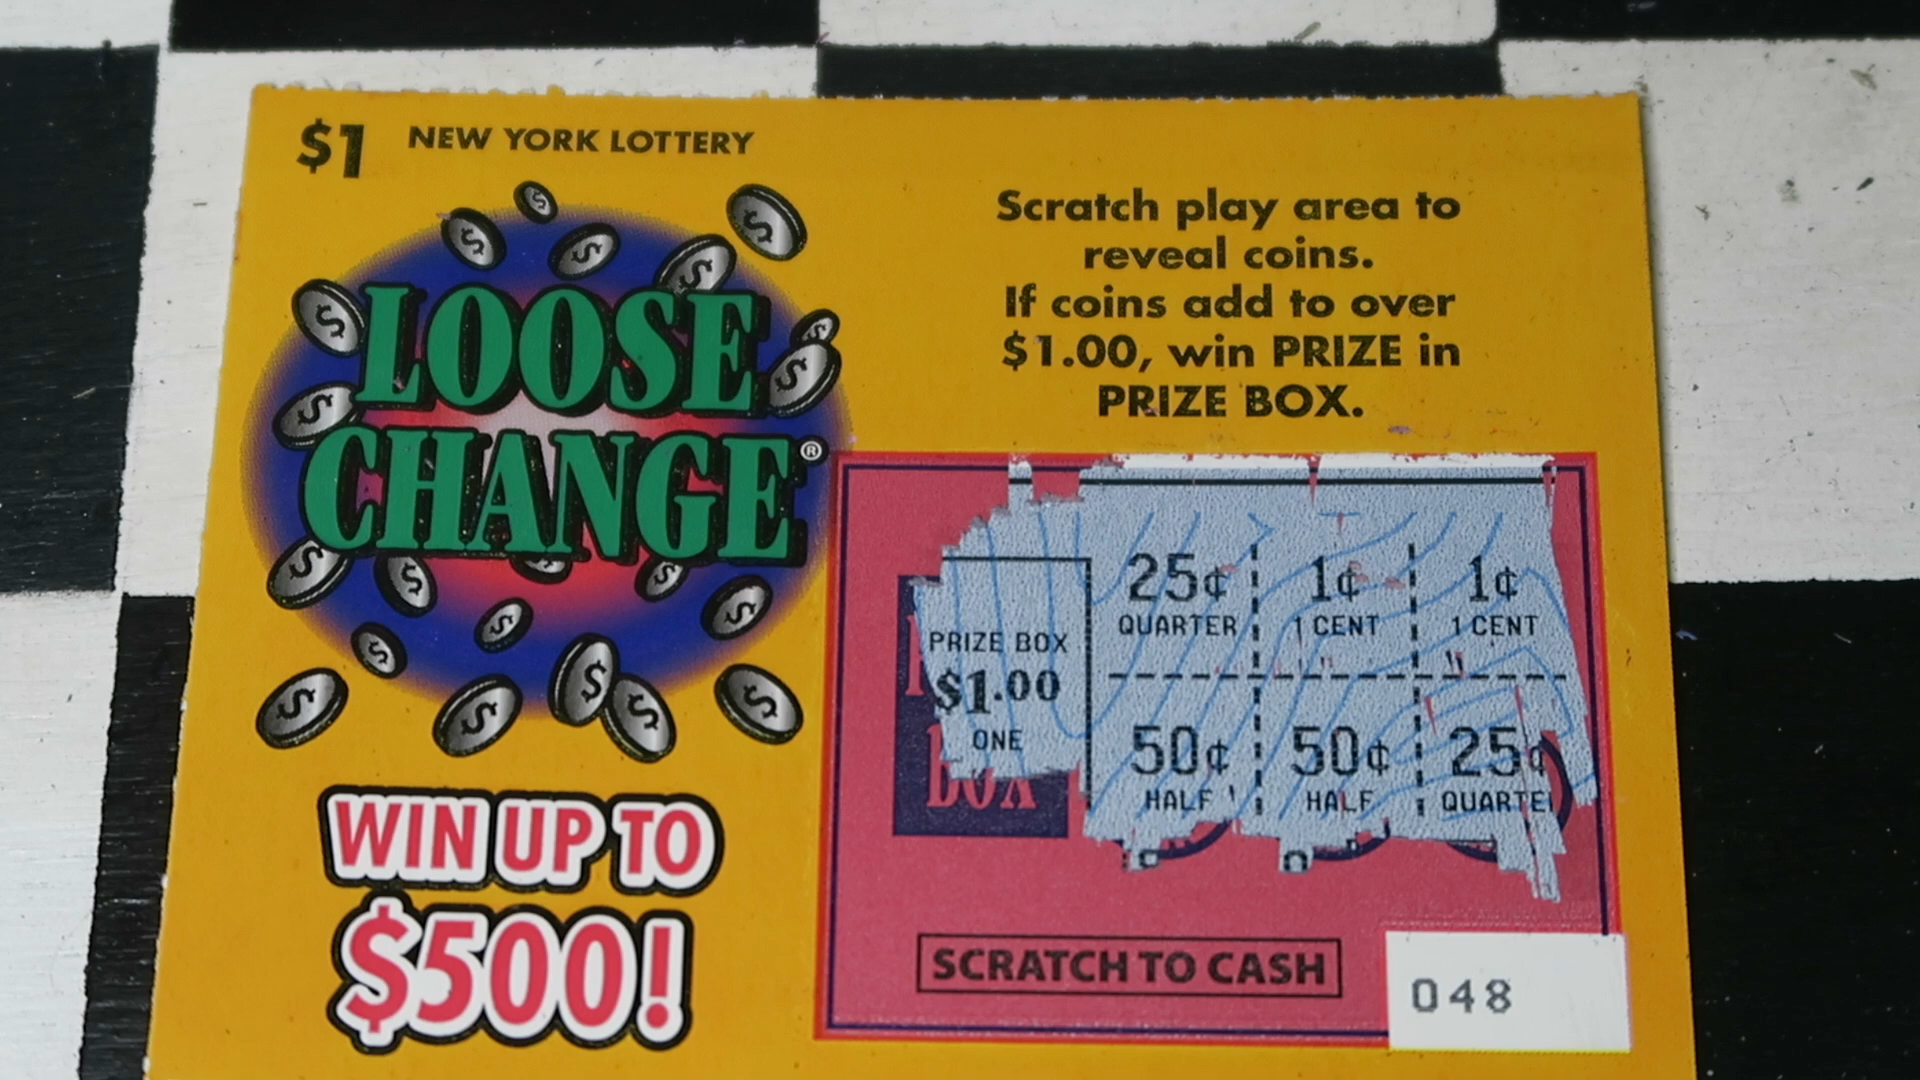 $1 NEW YORK LOTTERY
LOOSE
CHANGE®
WIN UP TO
$500!
Scratch play area to
reveal coins.
If coins add to over
$1.00, win PRIZE in
PRIZE BOX.
PRIZE BOX
$1.00
ONE
BOX
25¢ 1¢ 1¢
QUARTER 1 CENT 1 CENT
50¢ 50¢ 25¢
HALF HALF QUARTE
SCRATCH TO CASH
048